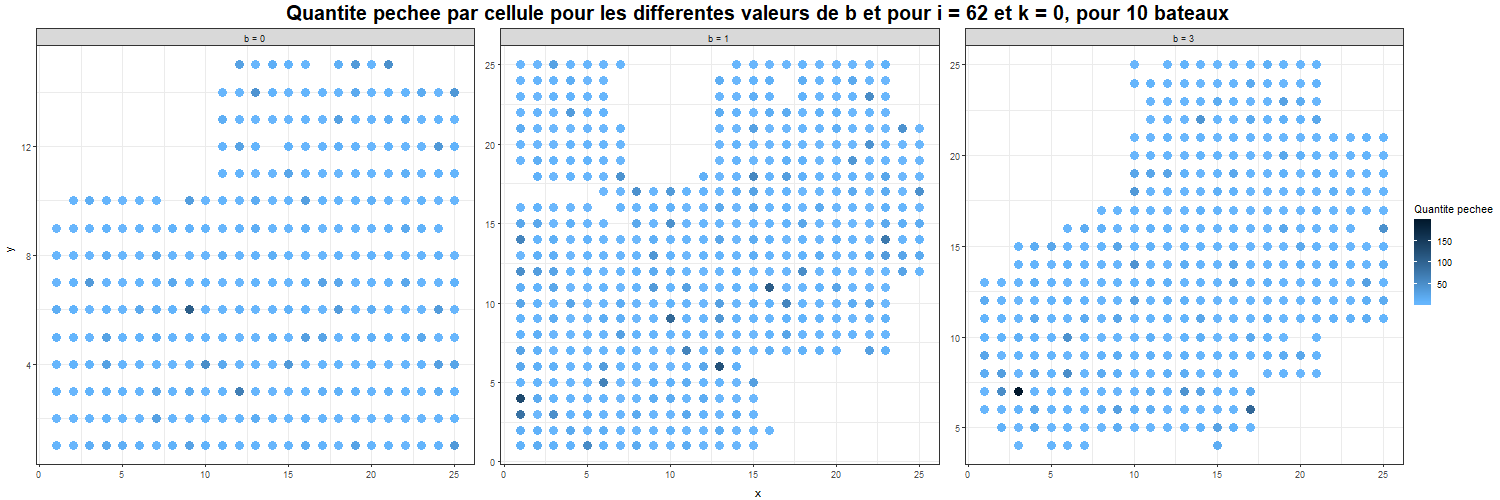 Quantite pechee par cellule pour les differentes valeurs de b et pour i = 62 et k = 0, pour 10 bateaux
b = 0
b = 1
b = 3
y
12
8
4
0 5 10 15 20 25
25
20
15
10
5
0
0 5 10 15 20 25
25
20
15
10
5
0 5 10 15 20 25
x
Quantite pechee
150
100
50